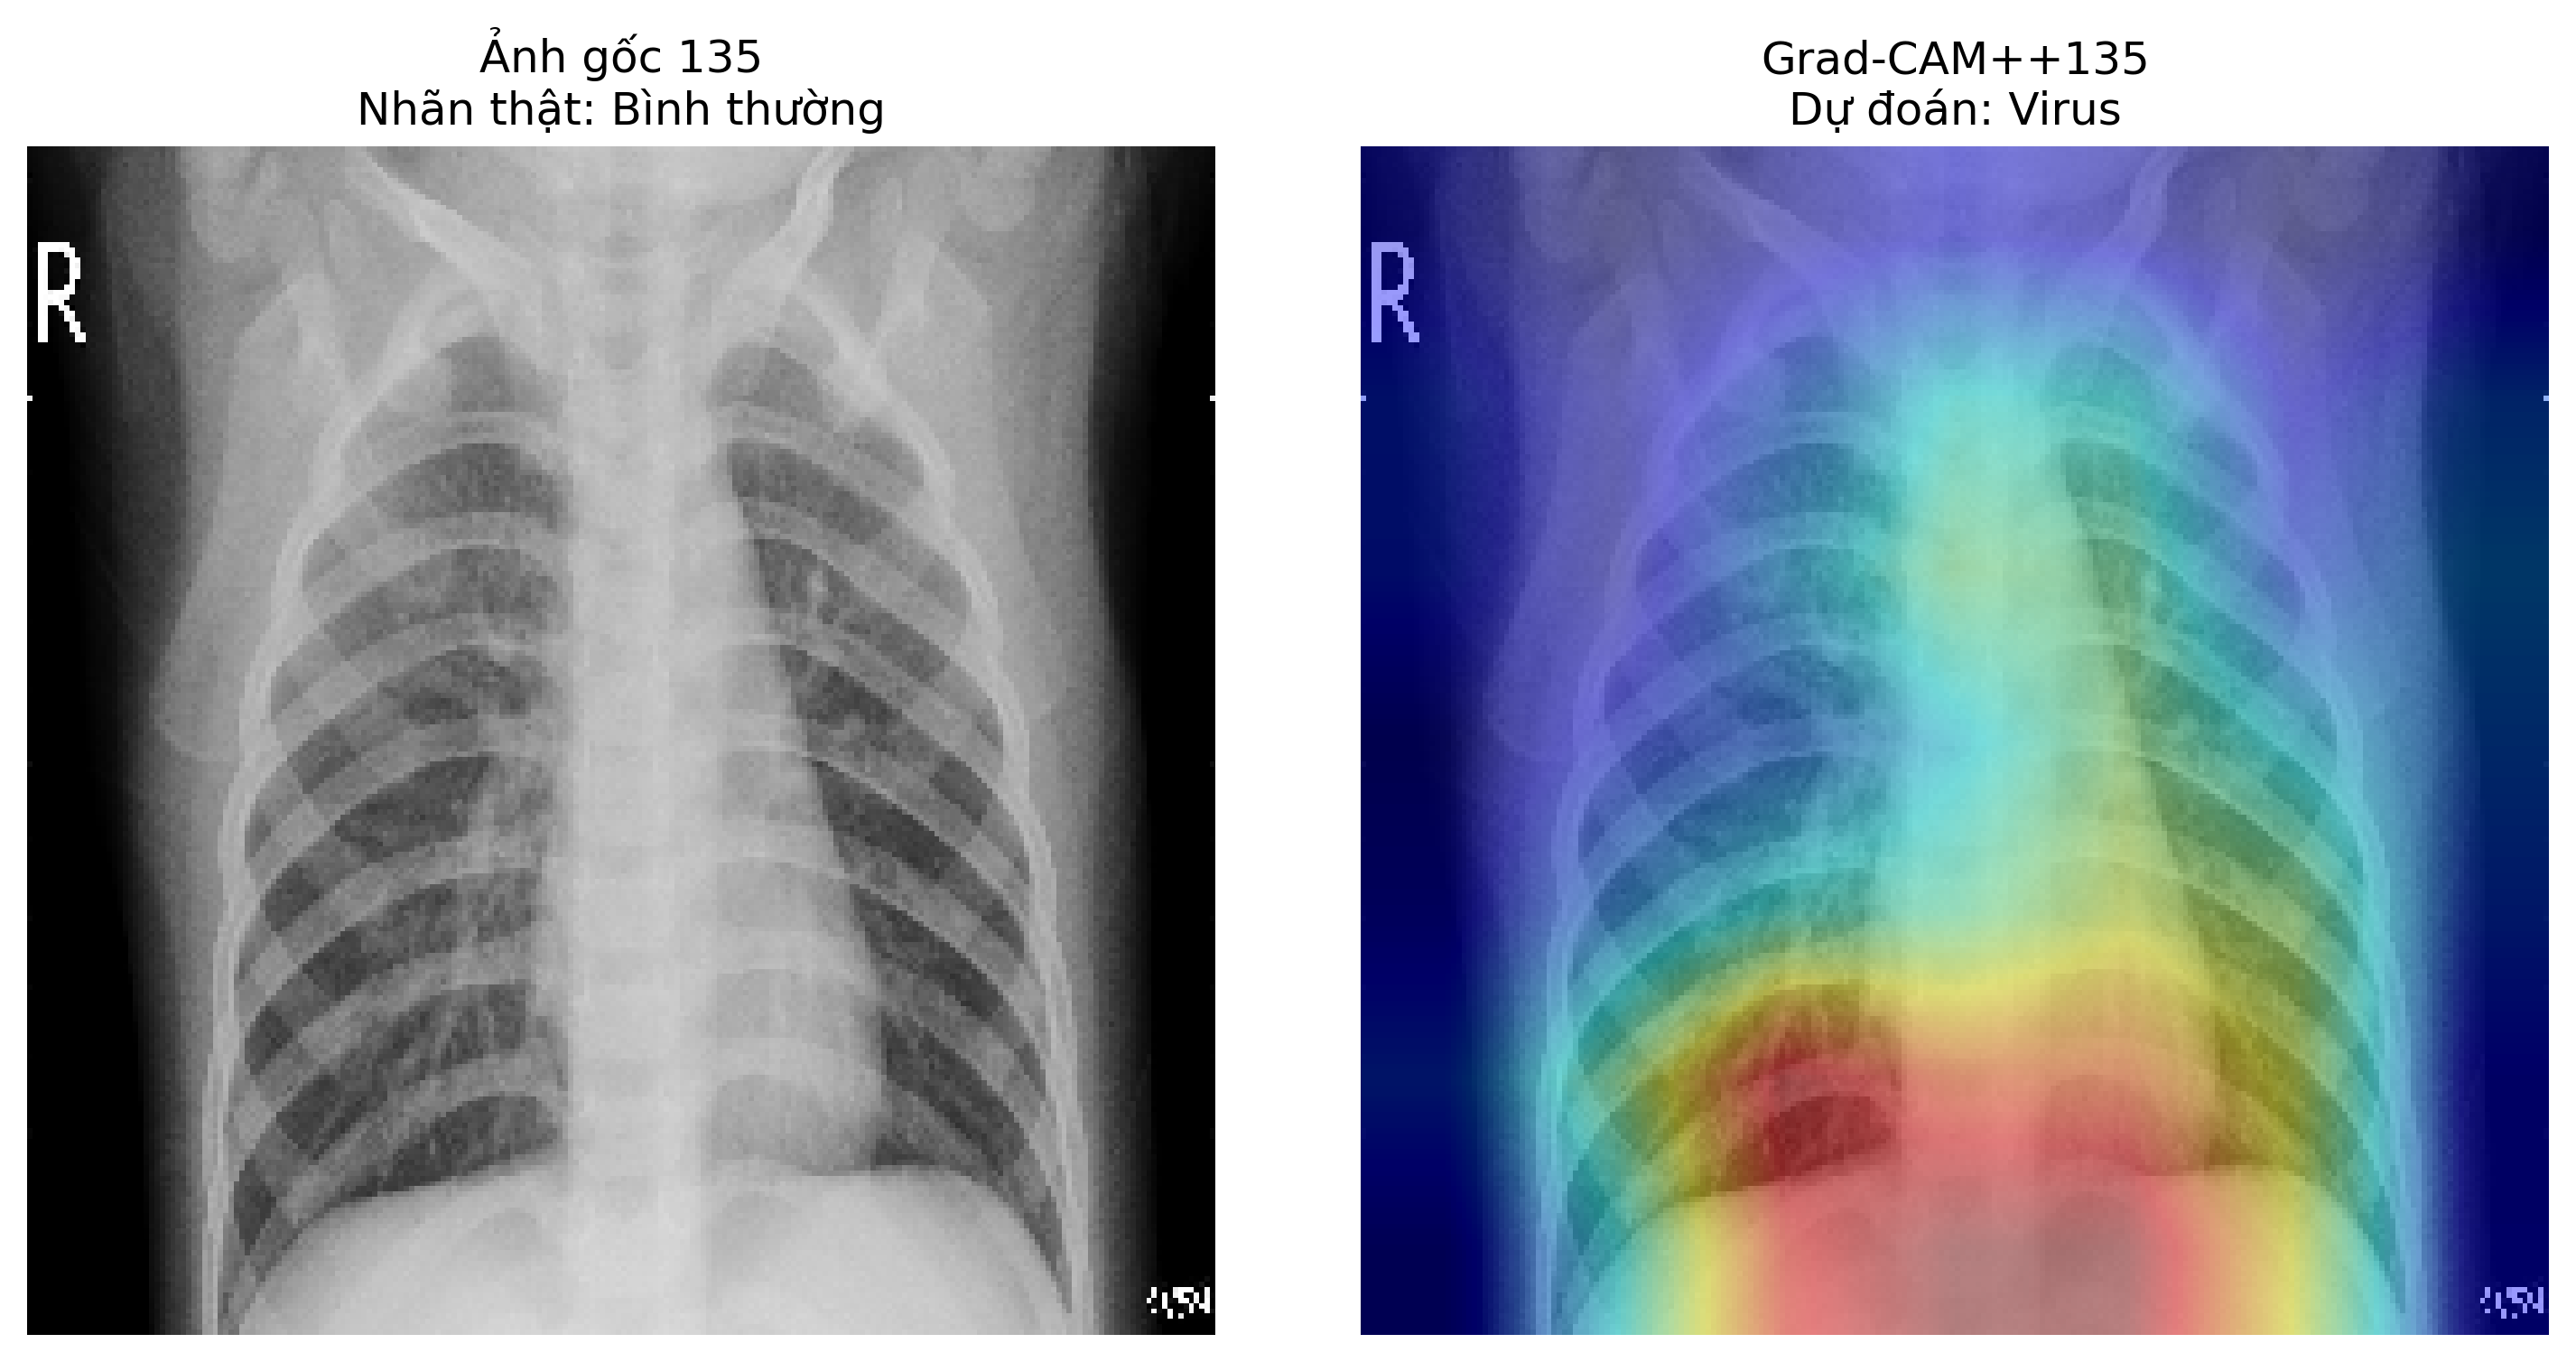 Ảnh gốc 135
Nhãn thật: Bình thường
Grad-CAM++135
Dự đoán: Virus
R
R